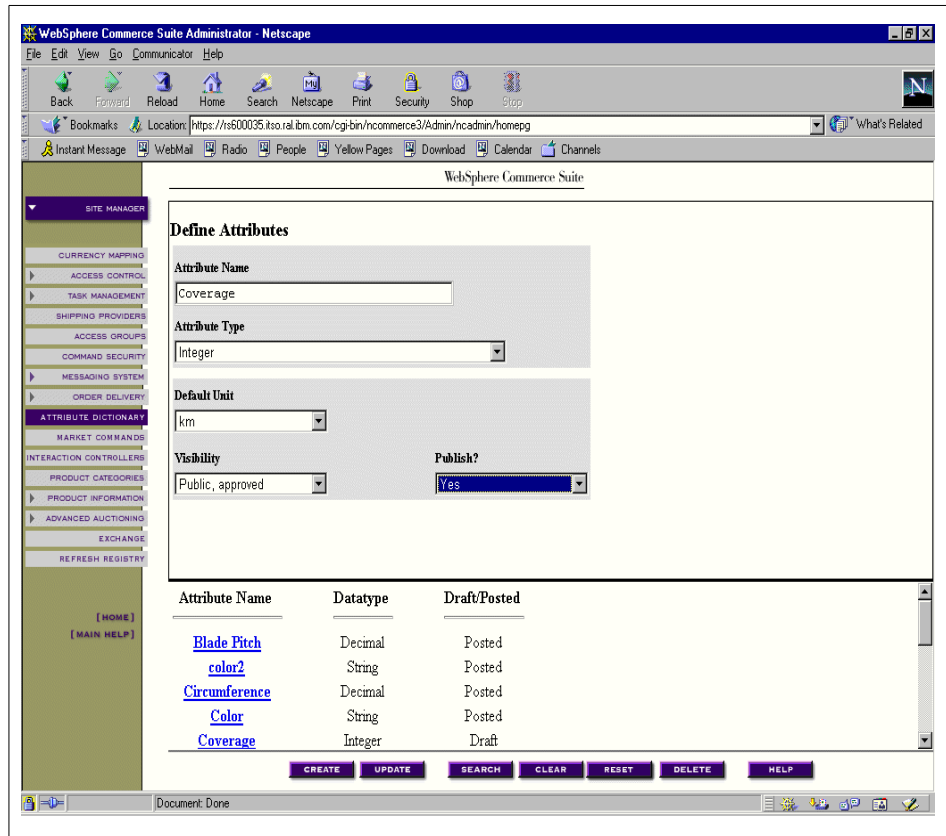 WebSphere Commerce Suite Administrator - Netscape
File Edit View Go Communicator Help
Back Forward Reload Home Search Netscape Print Security Shop Stop
Bookmarks Location: https://rs600035.itso.ral.ibm.com/cgi-bin/ncommerce3/Admin/ncadmin/homepg What's Related
Instant Message WebMail Radio People Yellow Pages Download Calendar Channels
WebSphere Commerce Suite
SITE MANAGER
CURRENCY MAPPING
ACCESS CONTROL
TASK MANAGEMENT
SHIPPING PROVIDERS
ACCESS GROUPS
COMMAND SECURITY
MESSAGING SYSTEM
ORDER DELIVERY
ATTRIBUTE DICTIONARY
MARKET COMMANDS
INTERACTION CONTROLLERS
PRODUCT CATEGORIES
PRODUCT INFORMATION
ADVANCED AUCTIONING
EXCHANGE
REFRESH REGISTRY
[HOME]
[MAIN HELP]
Define Attributes
Attribute Name
Coverage
Attribute Type
Integer
Default Unit
km
Visibility Publish?
Public, approved Yes
Attribute Name Datatype Draft/Posted
Blade Pitch Decimal Posted
color2 String Posted
Circumference Decimal Posted
Color String Posted
Coverage Integer Draft
CREATE UPDATE SEARCH CLEAR RESET DELETE HELP
Document: Done